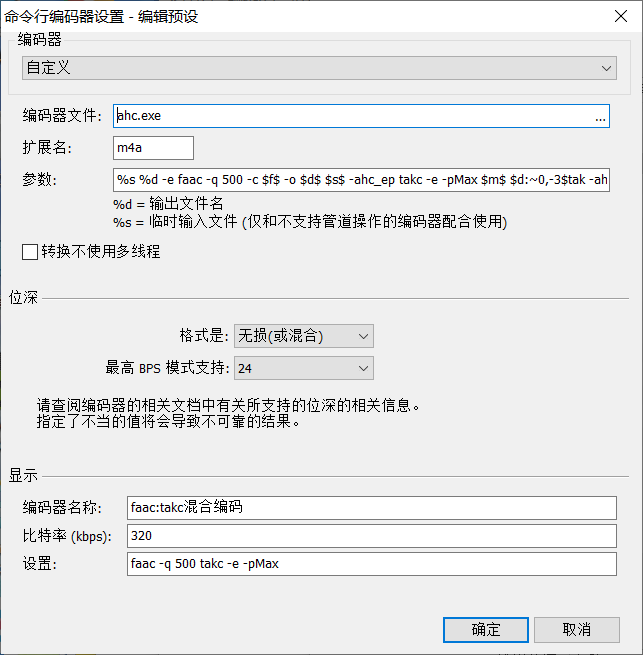 命令行编码器设置 - 编辑预设
编码器
自定义
编码器文件: ahc.exe ...
扩展名: m4a
参数: %s %d -e faac -q 500 -c $f$ -o $d$ $s$ -ahc_ep takc -e -pMax $m$ $d:~0,-3$tak -ah
%d = 输出文件名
%s = 临时输入文件 (仅和不支持管道操作的编码器配合使用)
转换不使用多线程
位深
格式是: 无损(或混合)
最高 BPS 模式支持: 24
请查阅编码器的相关文档中有关所支持的位深的相关信息。
指定了不当的值将会导致不可靠的结果。
显示
编码器名称: faac:takc混合编码
比特率 (kbps): 320
设置: faac -q 500 takc -e -pMax
确定 取消